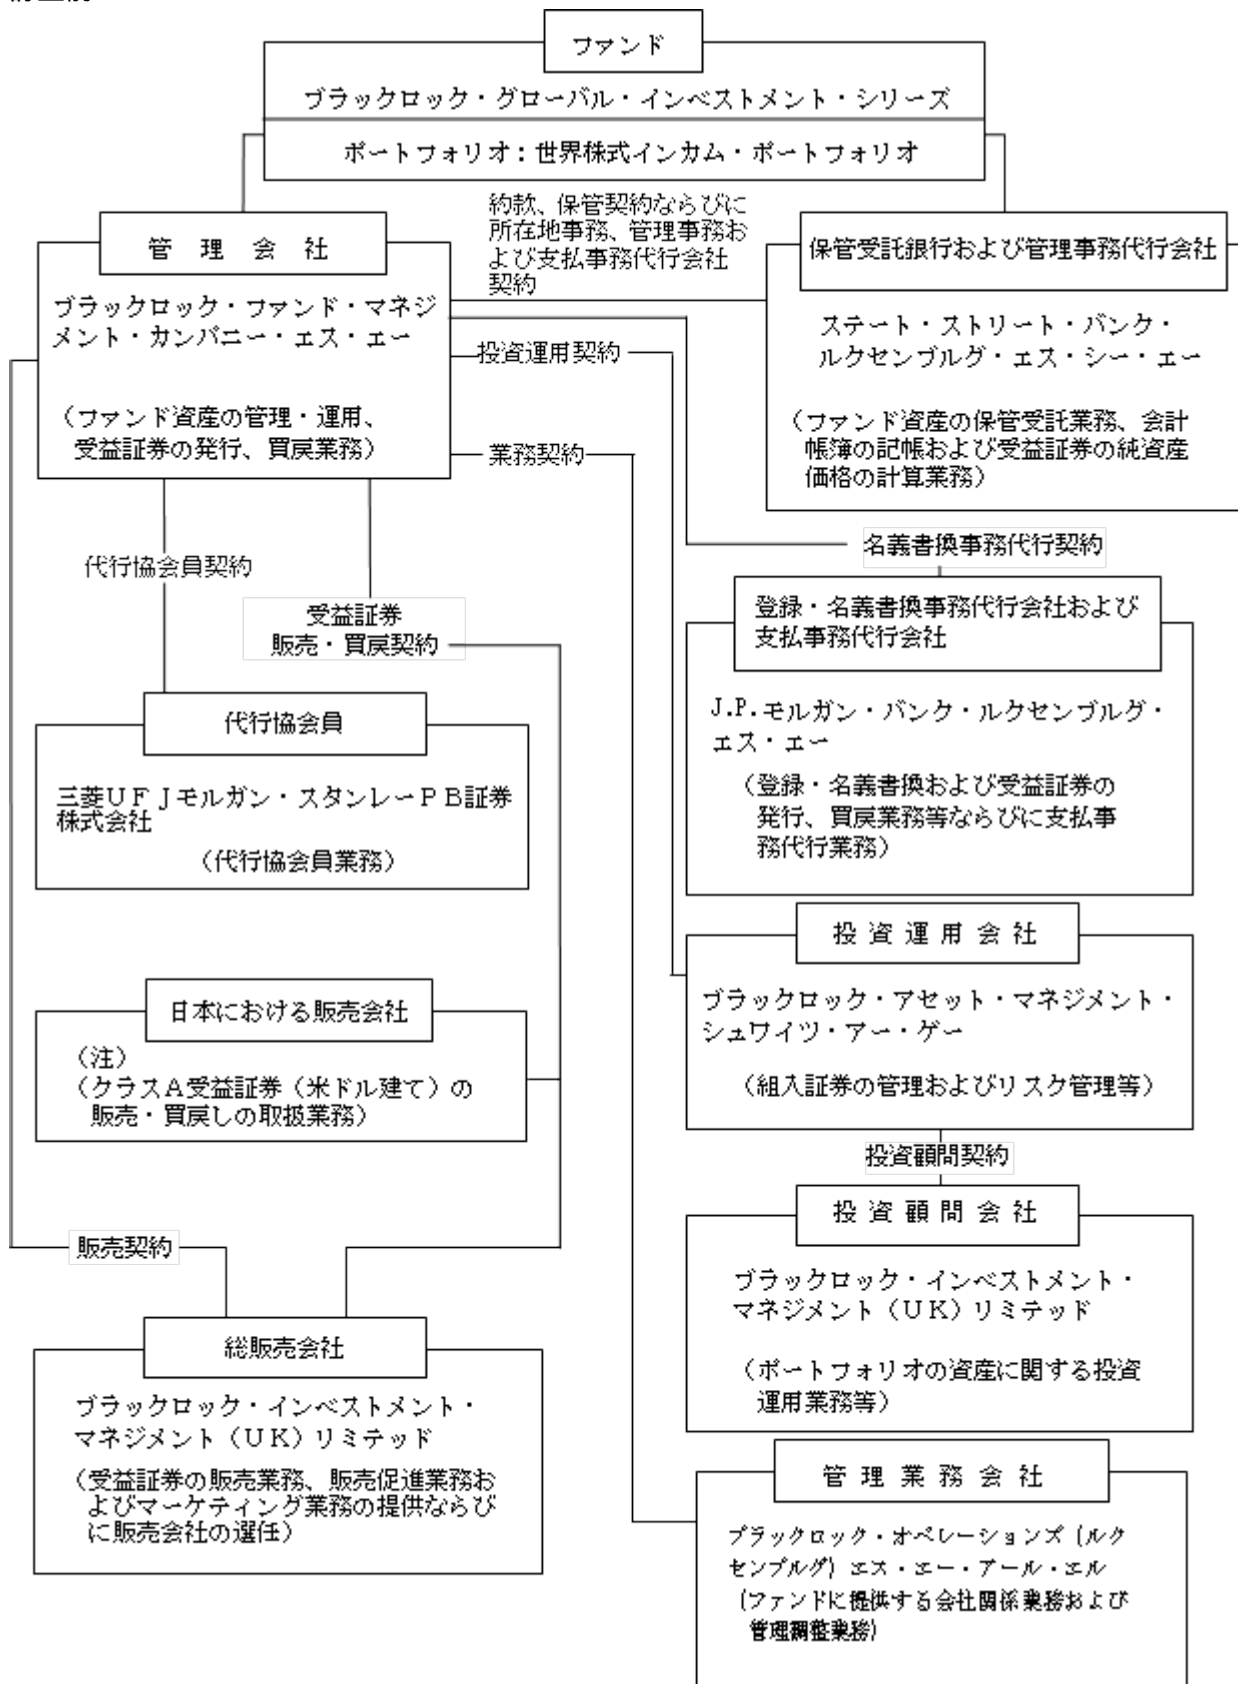 ファンド
ブラックロック・グローバル・インベストメント・シリーズ
ポートフォリオ：世界株式インカム・ポートフォリオ
約款、保管契約ならびに
所在地事務、管理事務お
よび支払事務代行会社
契約
管理会社
ブラックロック・ファンド・マネジ
メント・カンパニー・エス・エー
（ファンド資産の管理・運用、
受益証券の発行、買戻業務）
保管受託銀行および管理事務代行会社
ステート・ストリート・バンク・
ルクセンブルグ・エス・シー・エー
（ファンド資産の保管受託業務、会計
帳簿の記帳および受益証券の純資産
価格の計算業務）
投資運用契約
業務契約
代行協会員契約
受益証券
販売・買戻契約
名義書換事務代行契約
登録・名義書換事務代行会社および
支払事務代行会社
J.P.モルガン・バンク・ルクセンブルグ・
エス・エー
（登録・名義書換および受益証券の
発行、買戻業務等ならびに支払事
務代行業務）
代行協会員
三菱ＵＦＪモルガン・スタンレーＰＢ証券
株式会社
（代行協会員業務）
投資運用会社
ブラックロック・アセット・マネジメント・
シュワイツ・アー・ゲー
（組入証券の管理およびリスク管理等）
日本における販売会社
（注）
（クラスＡ受益証券（米ドル建て）の
販売・買戻しの取扱業務）
投資顧問契約
投資顧問会社
ブラックロック・インベストメント・
マネジメント（ＵＫ）リミテッド
（ポートフォリオの資産に関する投資
運用業務等）
販売契約
総販売会社
ブラックロック・インベストメント・
マネジメント（ＵＫ）リミテッド
（受益証券の販売業務、販売促進業務お
よびマーケティング業務の提供ならび
に販売会社の選任）
管理業務会社
ブラックロック・オペレーションズ（ルク
センブルグ）エス・エー・アール・エル
（ファンドに提供する会社関係業務および
管理調整業務）